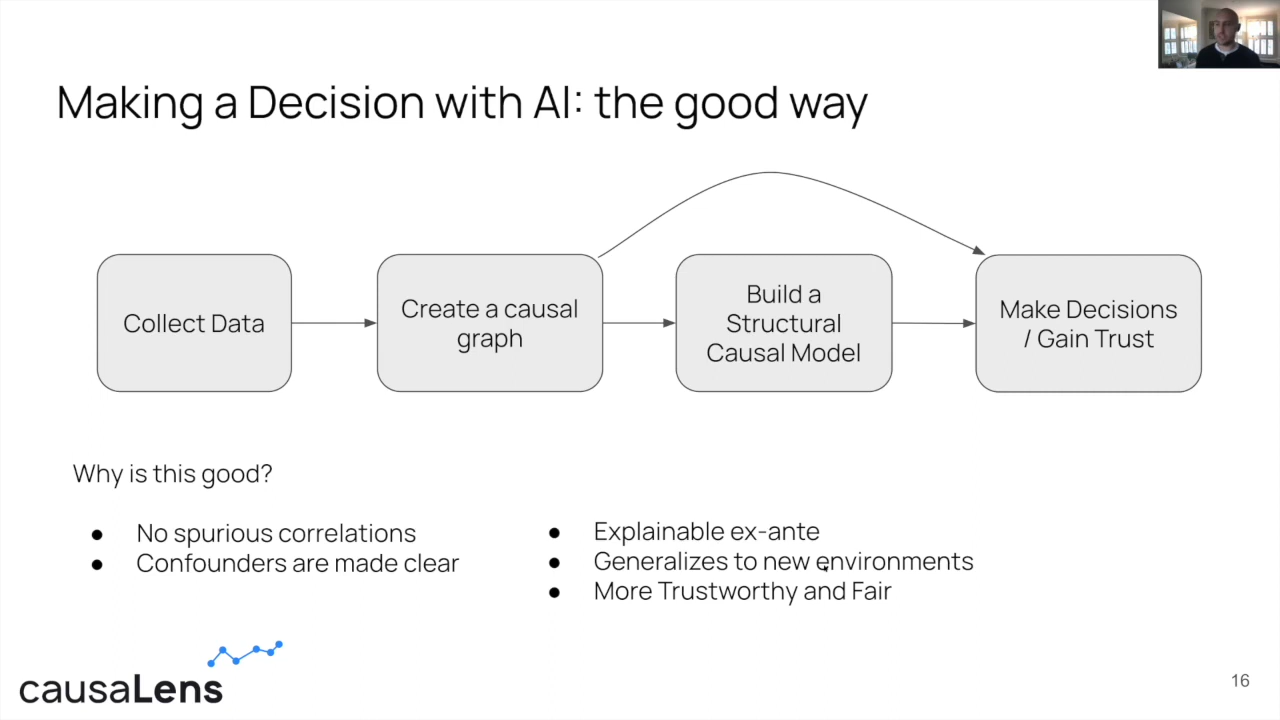 Making a Decision with AI: the good way
Collect Data
Create a causal
graph
Build a
Structural
Causal Model
Make Decisions
/ Gain Trust
Why is this good?
● No spurious correlations
● Confounders are made clear
● Explainable ex-ante
● Generalizes to new environments
● More Trustworthy and Fair
causaLens
16